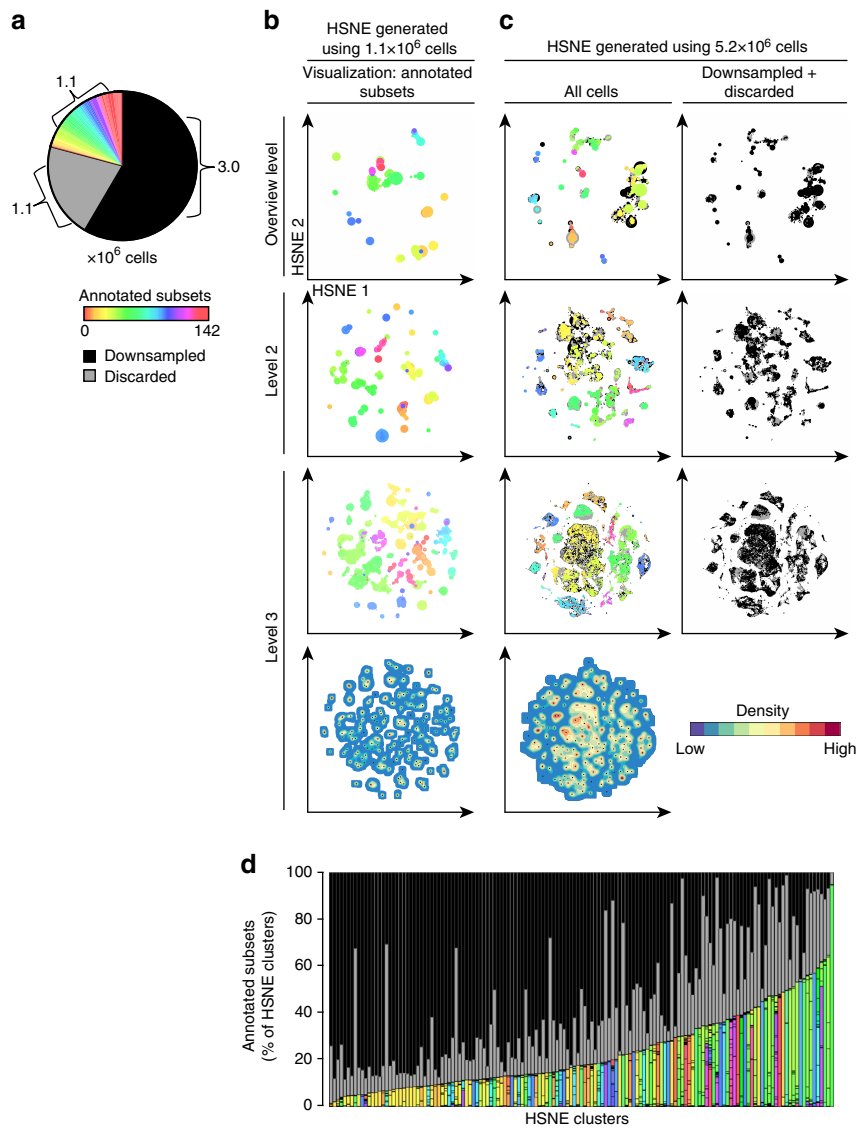 a
1.1
3.0
1.1
×10⁶ cells
Annotated subsets
0
142
Downsampled
Discarded
b
HSNE generated
using 1.1×10⁶ cells
Visualization: annotated
subsets
c
HSNE generated using 5.2×10⁶ cells
All cells
Downsampled +
discarded
Overview level
HSNE 2
HSNE 1
Level 2
Level 3
Density
Low
High
d
Annotated subsets
(% of HSNE clusters)
100
80
60
40
20
0
HSNE clusters